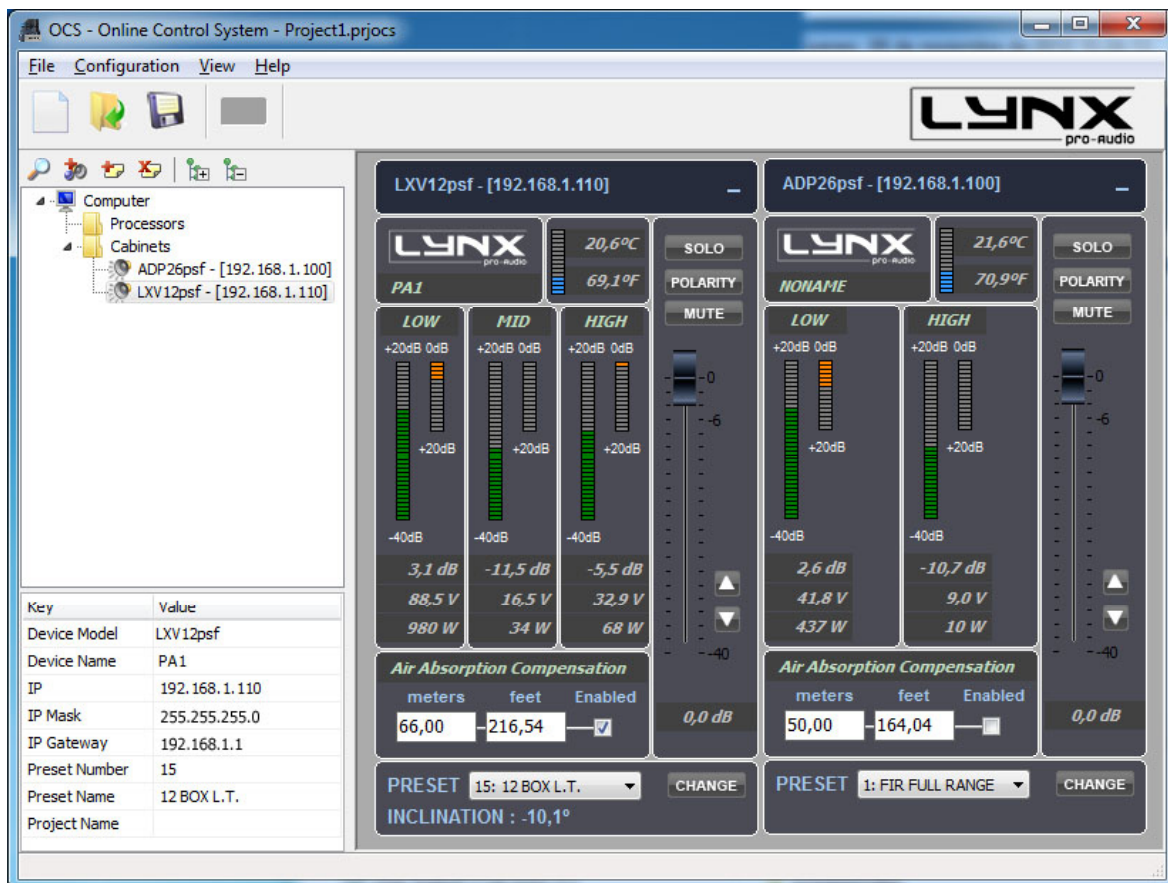 OCS - Online Control System - Project1.prjocs
File Configuration View Help
LYNX
pro-audio
Computer
Processors
Cabinets
ADP26psf - [192.168.1.100]
LXV12psf - [192.168.1.110]
Key Value
Device Model LXV12psf
Device Name PA1
IP 192.168.1.110
IP Mask 255.255.255.0
IP Gateway 192.168.1.1
Preset Number 15
Preset Name 12 BOX L.T.
Project Name
LXV12psf - [192.168.1.110]
LYNX
pro-audio
PA1
20,6ºC
69,1ºF
SOLO
POLARITY
MUTE
LOW MID HIGH
+20dB 0dB +20dB 0dB +20dB 0dB
+20dB +20dB +20dB
-40dB -40dB -40dB
3,1 dB -11,5 dB -5,5 dB
88,5 V 16,5 V 32,9 V
980 W 34 W 68 W
-0
-6
-40
0,0 dB
Air Absorption Compensation
meters feet Enabled
66,00 216,54
PRESET 15: 12 BOX L.T. CHANGE
INCLINATION : -10,1º
ADP26psf - [192.168.1.100]
LYNX
pro-audio
NONAME
21,6ºC
70,9ºF
SOLO
POLARITY
MUTE
LOW HIGH
+20dB 0dB +20dB 0dB
+20dB +20dB
-40dB -40dB
2,6 dB -10,7 dB
41,8 V 9,0 V
437 W 10 W
-0
-6
-40
0,0 dB
Air Absorption Compensation
meters feet Enabled
50,00 164,04
PRESET 1: FIR FULL RANGE CHANGE